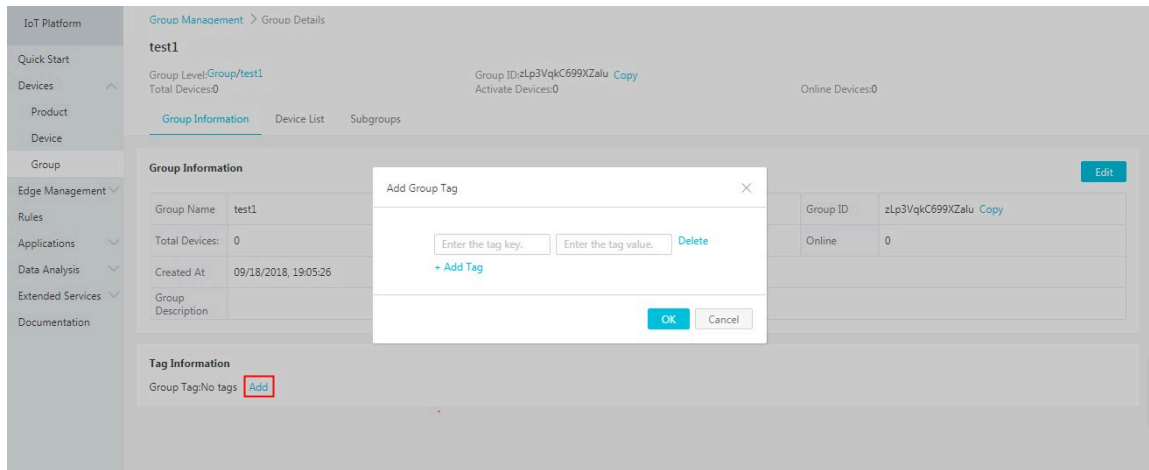 IoT Platform
Quick Start
Devices
Product
Device
Group
Edge Management
Rules
Applications
Data Analysis
Extended Services
Documentation
Group Management > Group Details
test1
Group Level:Group/test1
Group ID:zLp3VqkC699XZalu Copy
Total Devices:0
Activate Devices:0
Online Devices:0
Group Information Device List Subgroups
Group Information
Edit
Group Name test1
Group ID zLp3VqkC699XZalu Copy
Total Devices: 0
Online 0
Created At 09/18/2018, 19:05:26
Group
Description
Add Group Tag
Enter the tag key. Enter the tag value. Delete
+ Add Tag
OK Cancel
Tag Information
Group Tag:No tags Add